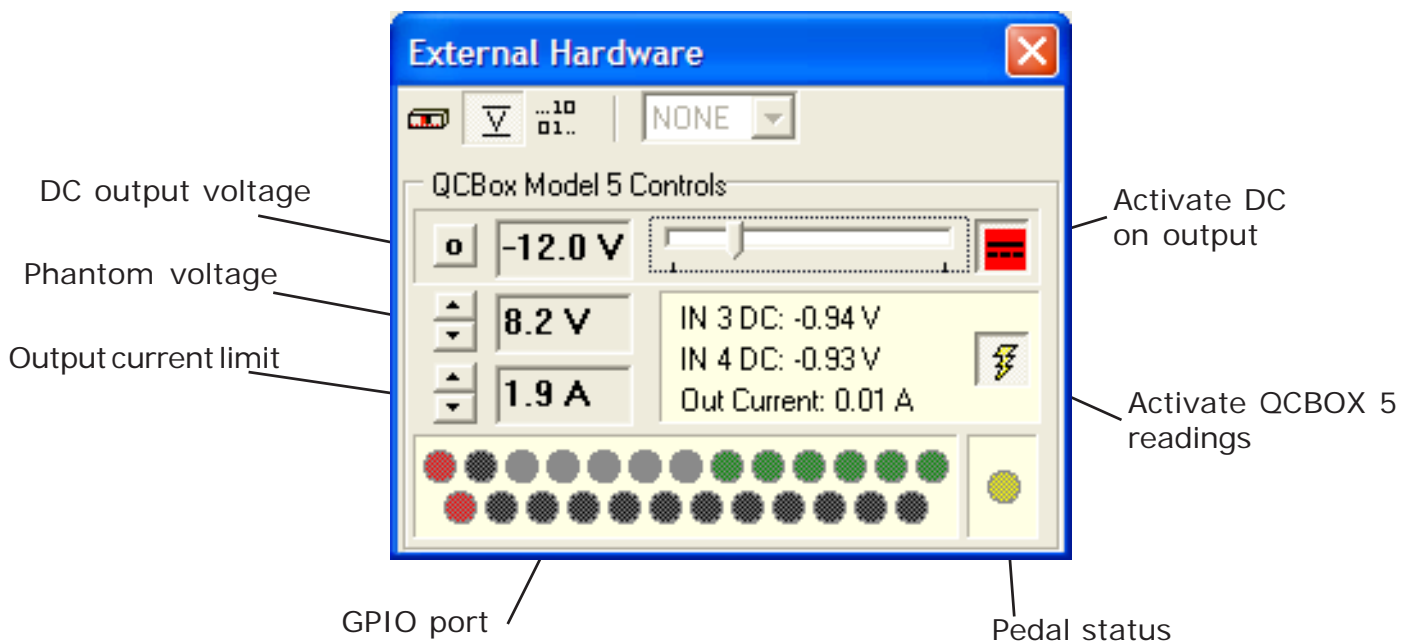 External Hardware
...10
01..
NONE
V
DC output voltage
QCBox Model 5 Controls
Activate DC
on output
o
-12.0 V
Phantom voltage
8.2 V
IN 3 DC: -0.94 V
IN 4 DC: -0.93 V
Out Current: 0.01 A
Output current limit
1.9 A
Activate QCBOX 5
readings
GPIO port
Pedal status